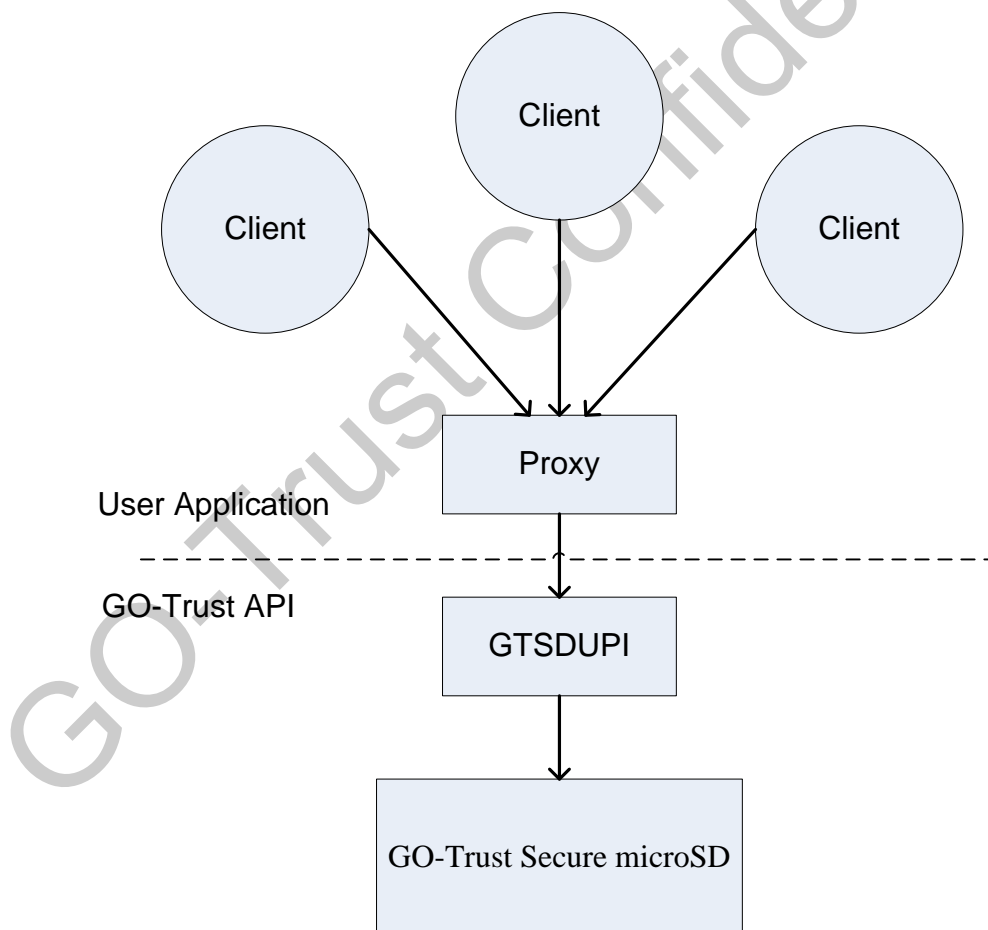 Client
Client
Client
Proxy
User Application
GO-Trust API
GTSDUPI
GO-Trust Secure microSD
GO-Trust Confide